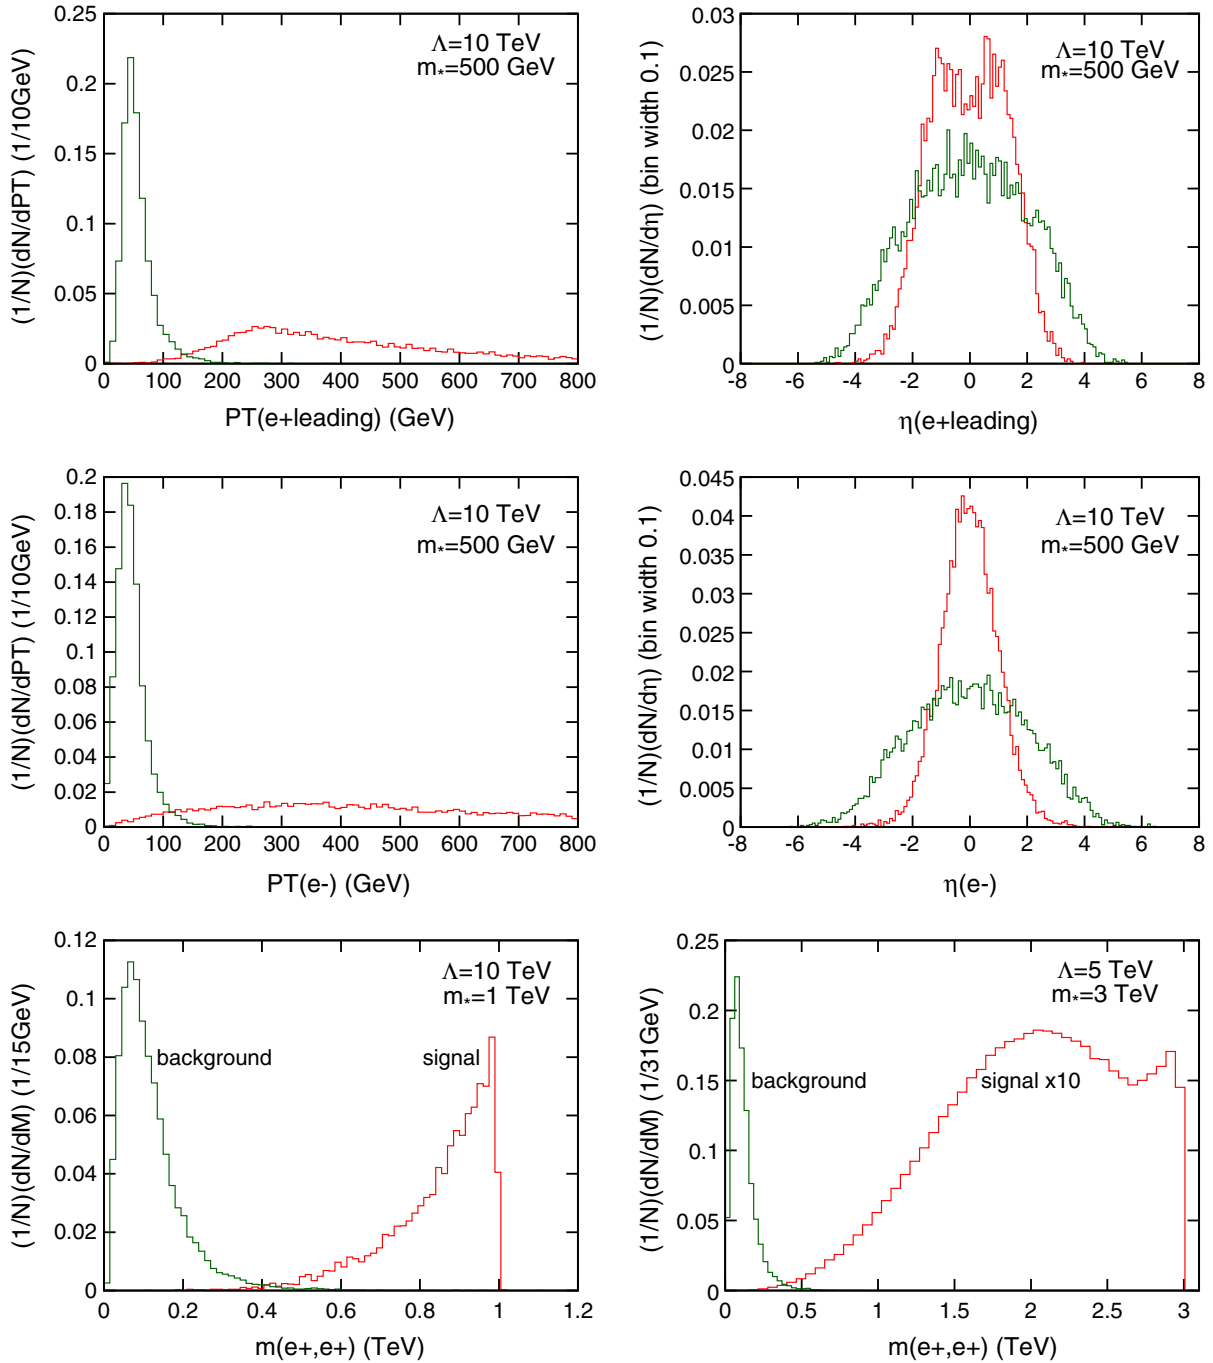 (1/N)(dN/dPT) (1/10GeV)
0.25
0.2
0.15
0.1
0.05
0
Λ=10 TeV
m*=500 GeV
0 100 200 300 400 500 600 700 800
PT(e+leading) (GeV)
(1/N)(dN/dη) (bin width 0.1)
0.03
0.025
0.02
0.015
0.01
0.005
0
Λ=10 TeV
m*=500 GeV
-8 -6 -4 -2 0 2 4 6 8
η(e+leading)
(1/N)(dN/dPT) (1/10GeV)
0.2
0.18
0.16
0.14
0.12
0.1
0.08
0.06
0.04
0.02
0
Λ=10 TeV
m*=500 GeV
0 100 200 300 400 500 600 700 800
PT(e-) (GeV)
(1/N)(dN/dη) (bin width 0.1)
0.045
0.04
0.035
0.03
0.025
0.02
0.015
0.01
0.005
0
Λ=10 TeV
m*=500 GeV
-8 -6 -4 -2 0 2 4 6 8
η(e-)
(1/N)(dN/dM) (1/15GeV)
0.12
0.1
0.08
0.06
0.04
0.02
0
Λ=10 TeV
m*=1 TeV
background
signal
0 0.2 0.4 0.6 0.8 1 1.2
m(e+,e+) (TeV)
(1/N)(dN/dM) (1/31GeV)
0.25
0.2
0.15
0.1
0.05
0
Λ=5 TeV
m*=3 TeV
background
signal x10
0 0.5 1 1.5 2 2.5 3
m(e+,e+) (TeV)